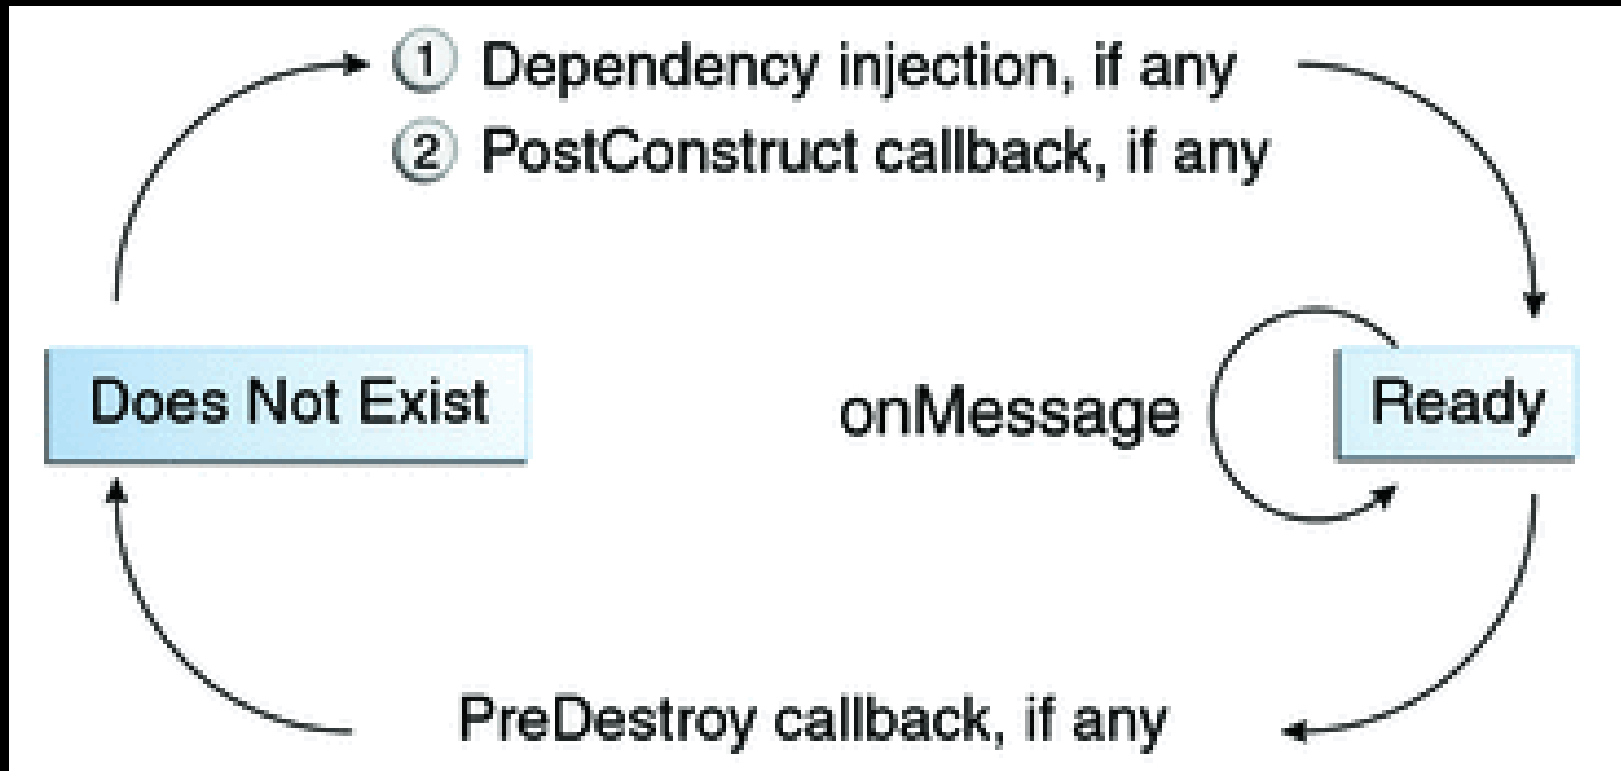 1 Dependency injection, if any
2 PostConstruct callback, if any
Does Not Exist
onMessage
Ready
PreDestroy callback, if any